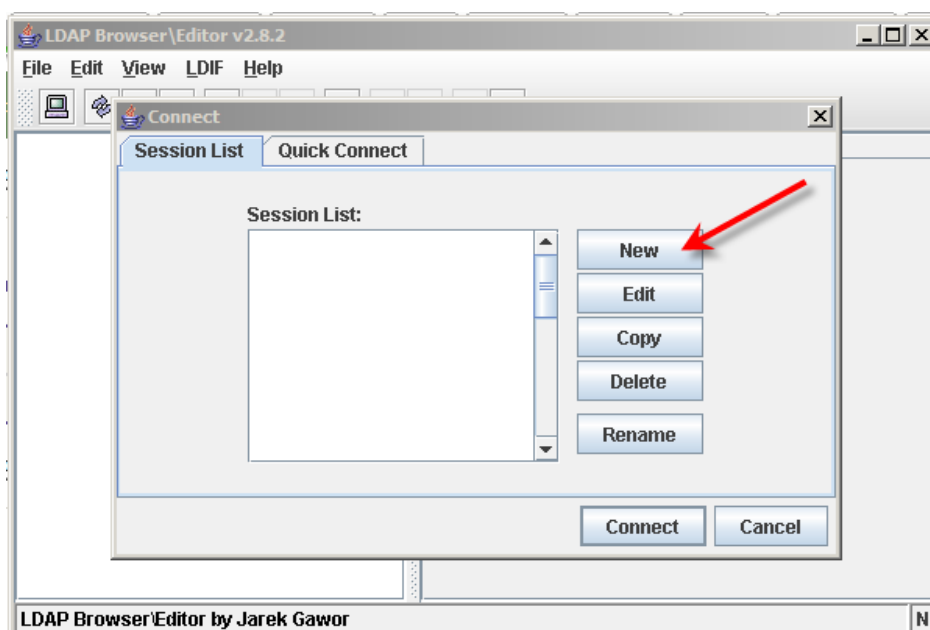 LDAP Browser\Editor v2.8.2
File Edit View LDIF Help
Connect
Session List Quick Connect
Session List:
New
Edit
Copy
Delete
Rename
Connect Cancel
LDAP Browser\Editor by Jarek Gawor